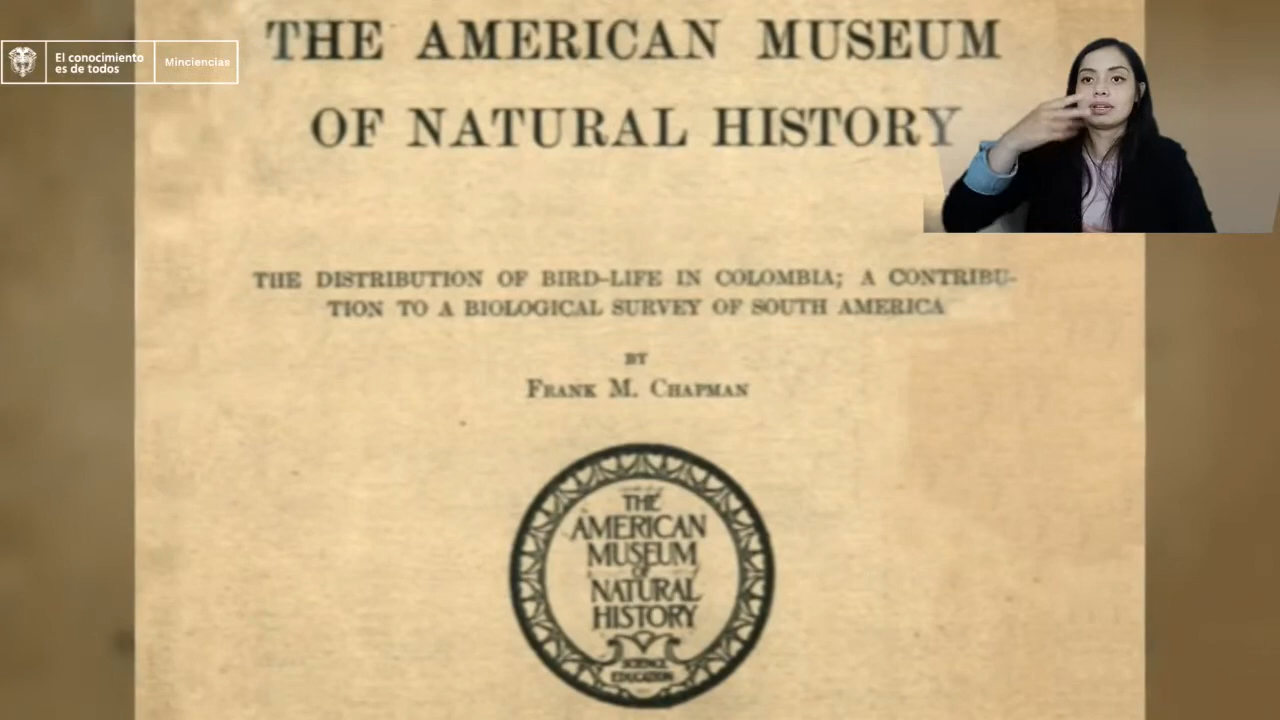 El conocimiento
es de todos
Minciencias
THE AMERICAN MUSEUM
OF NATURAL HISTORY
THE DISTRIBUTION OF BIRD-LIFE IN COLOMBIA; A CONTRIBU-
TION TO A BIOLOGICAL SURVEY OF SOUTH AMERICA
BY
FRANK M. CHAPMAN
THE
AMERICAN
MUSEUM
OF
NATURAL
HISTORY
SCIENCE
EDUCATION